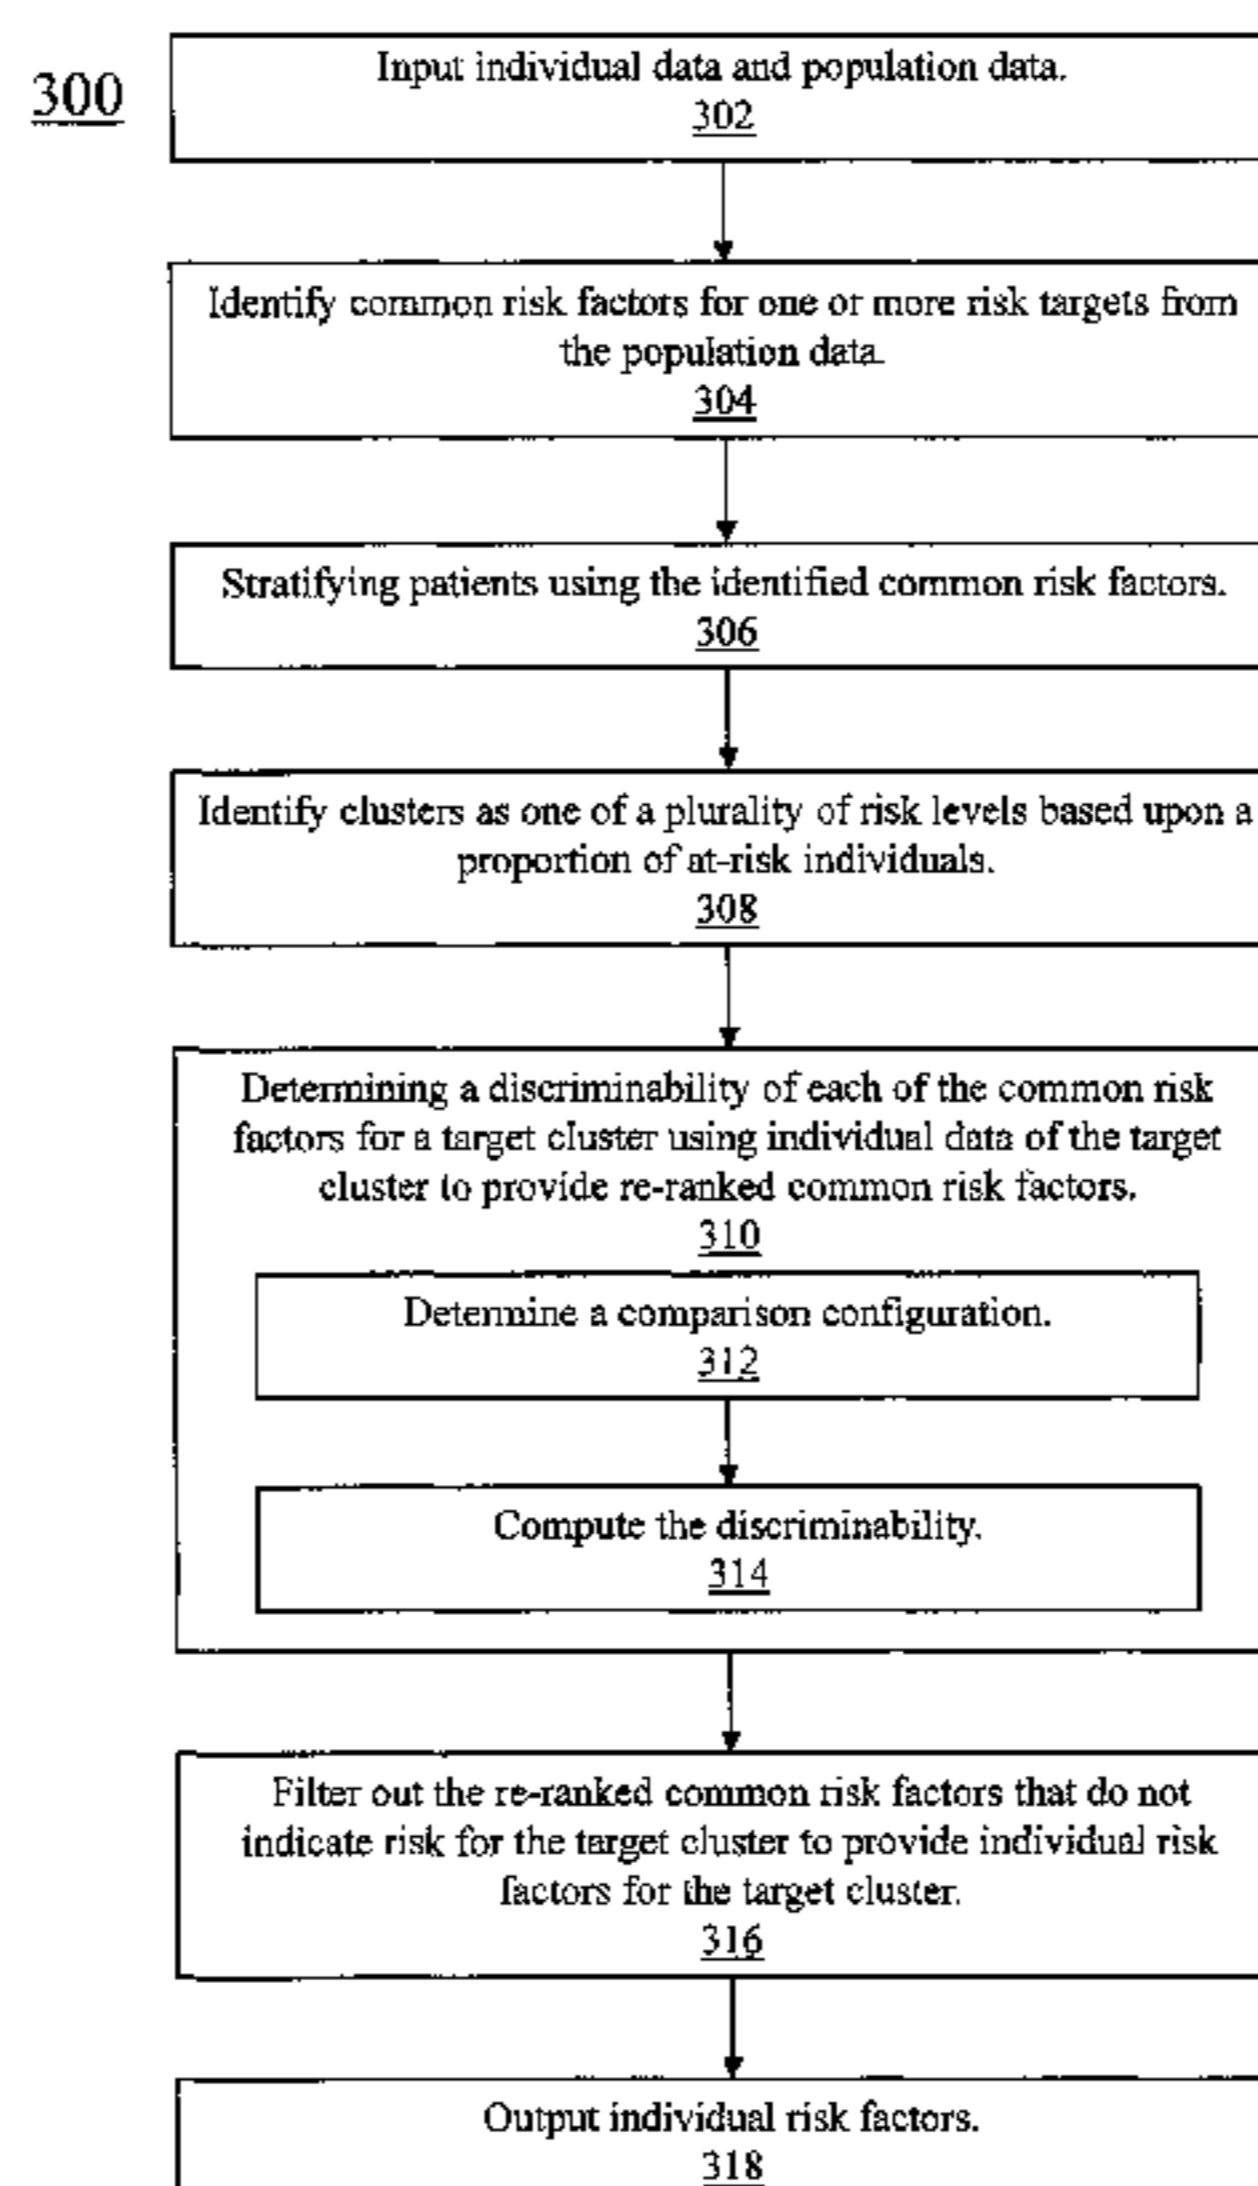 300
Input individual data and population data.
302
Identify common risk factors for one or more risk targets from
the population data.
304
Stratifying patients using the identified common risk factors.
306
Identify clusters as one of a plurality of risk levels based upon a
proportion of at-risk individuals.
308
Determining a discriminability of each of the common risk
factors for a target cluster using individual data of the target
cluster to provide re-ranked common risk factors.
310
Determine a comparison configuration.
312
Compute the discriminability.
314
Filter out the re-ranked common risk factors that do not
indicate risk for the target cluster to provide individual risk
factors for the target cluster.
316
Output individual risk factors.
318